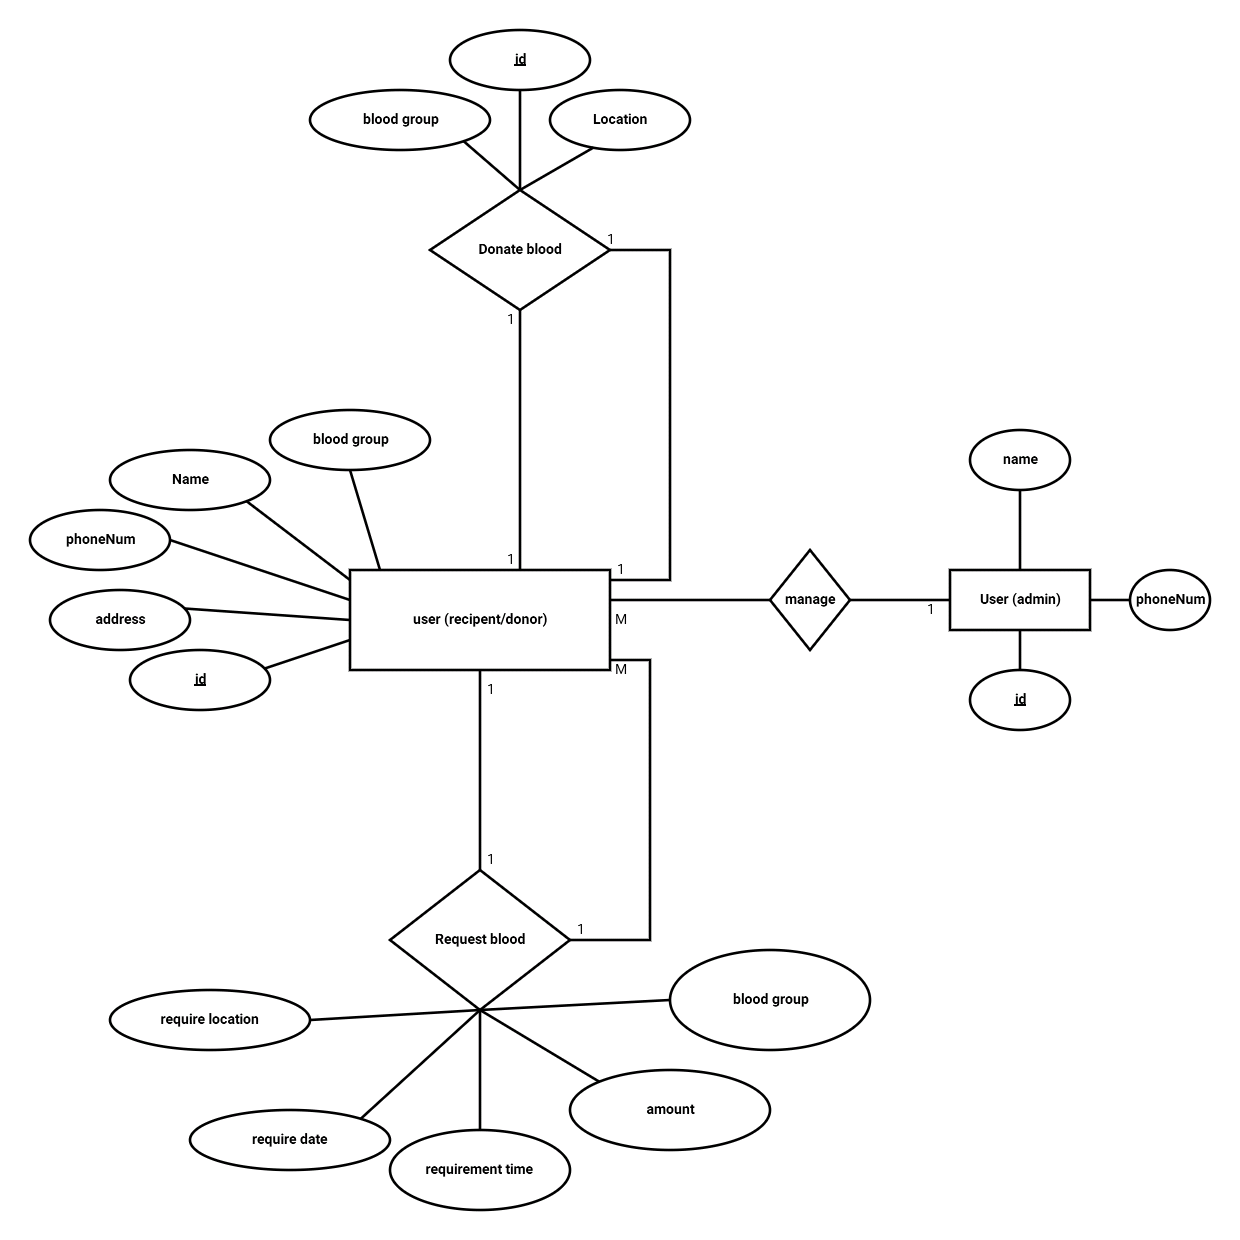 id
blood group
Location
Donate blood
1
1
blood group
Name
phoneNum
address
id
1
1
user (recipent/donor)
M
M
manage
1
name
User (admin)
phoneNum
id
1
1
Request blood
1
require location
blood group
require date
requirement time
amount